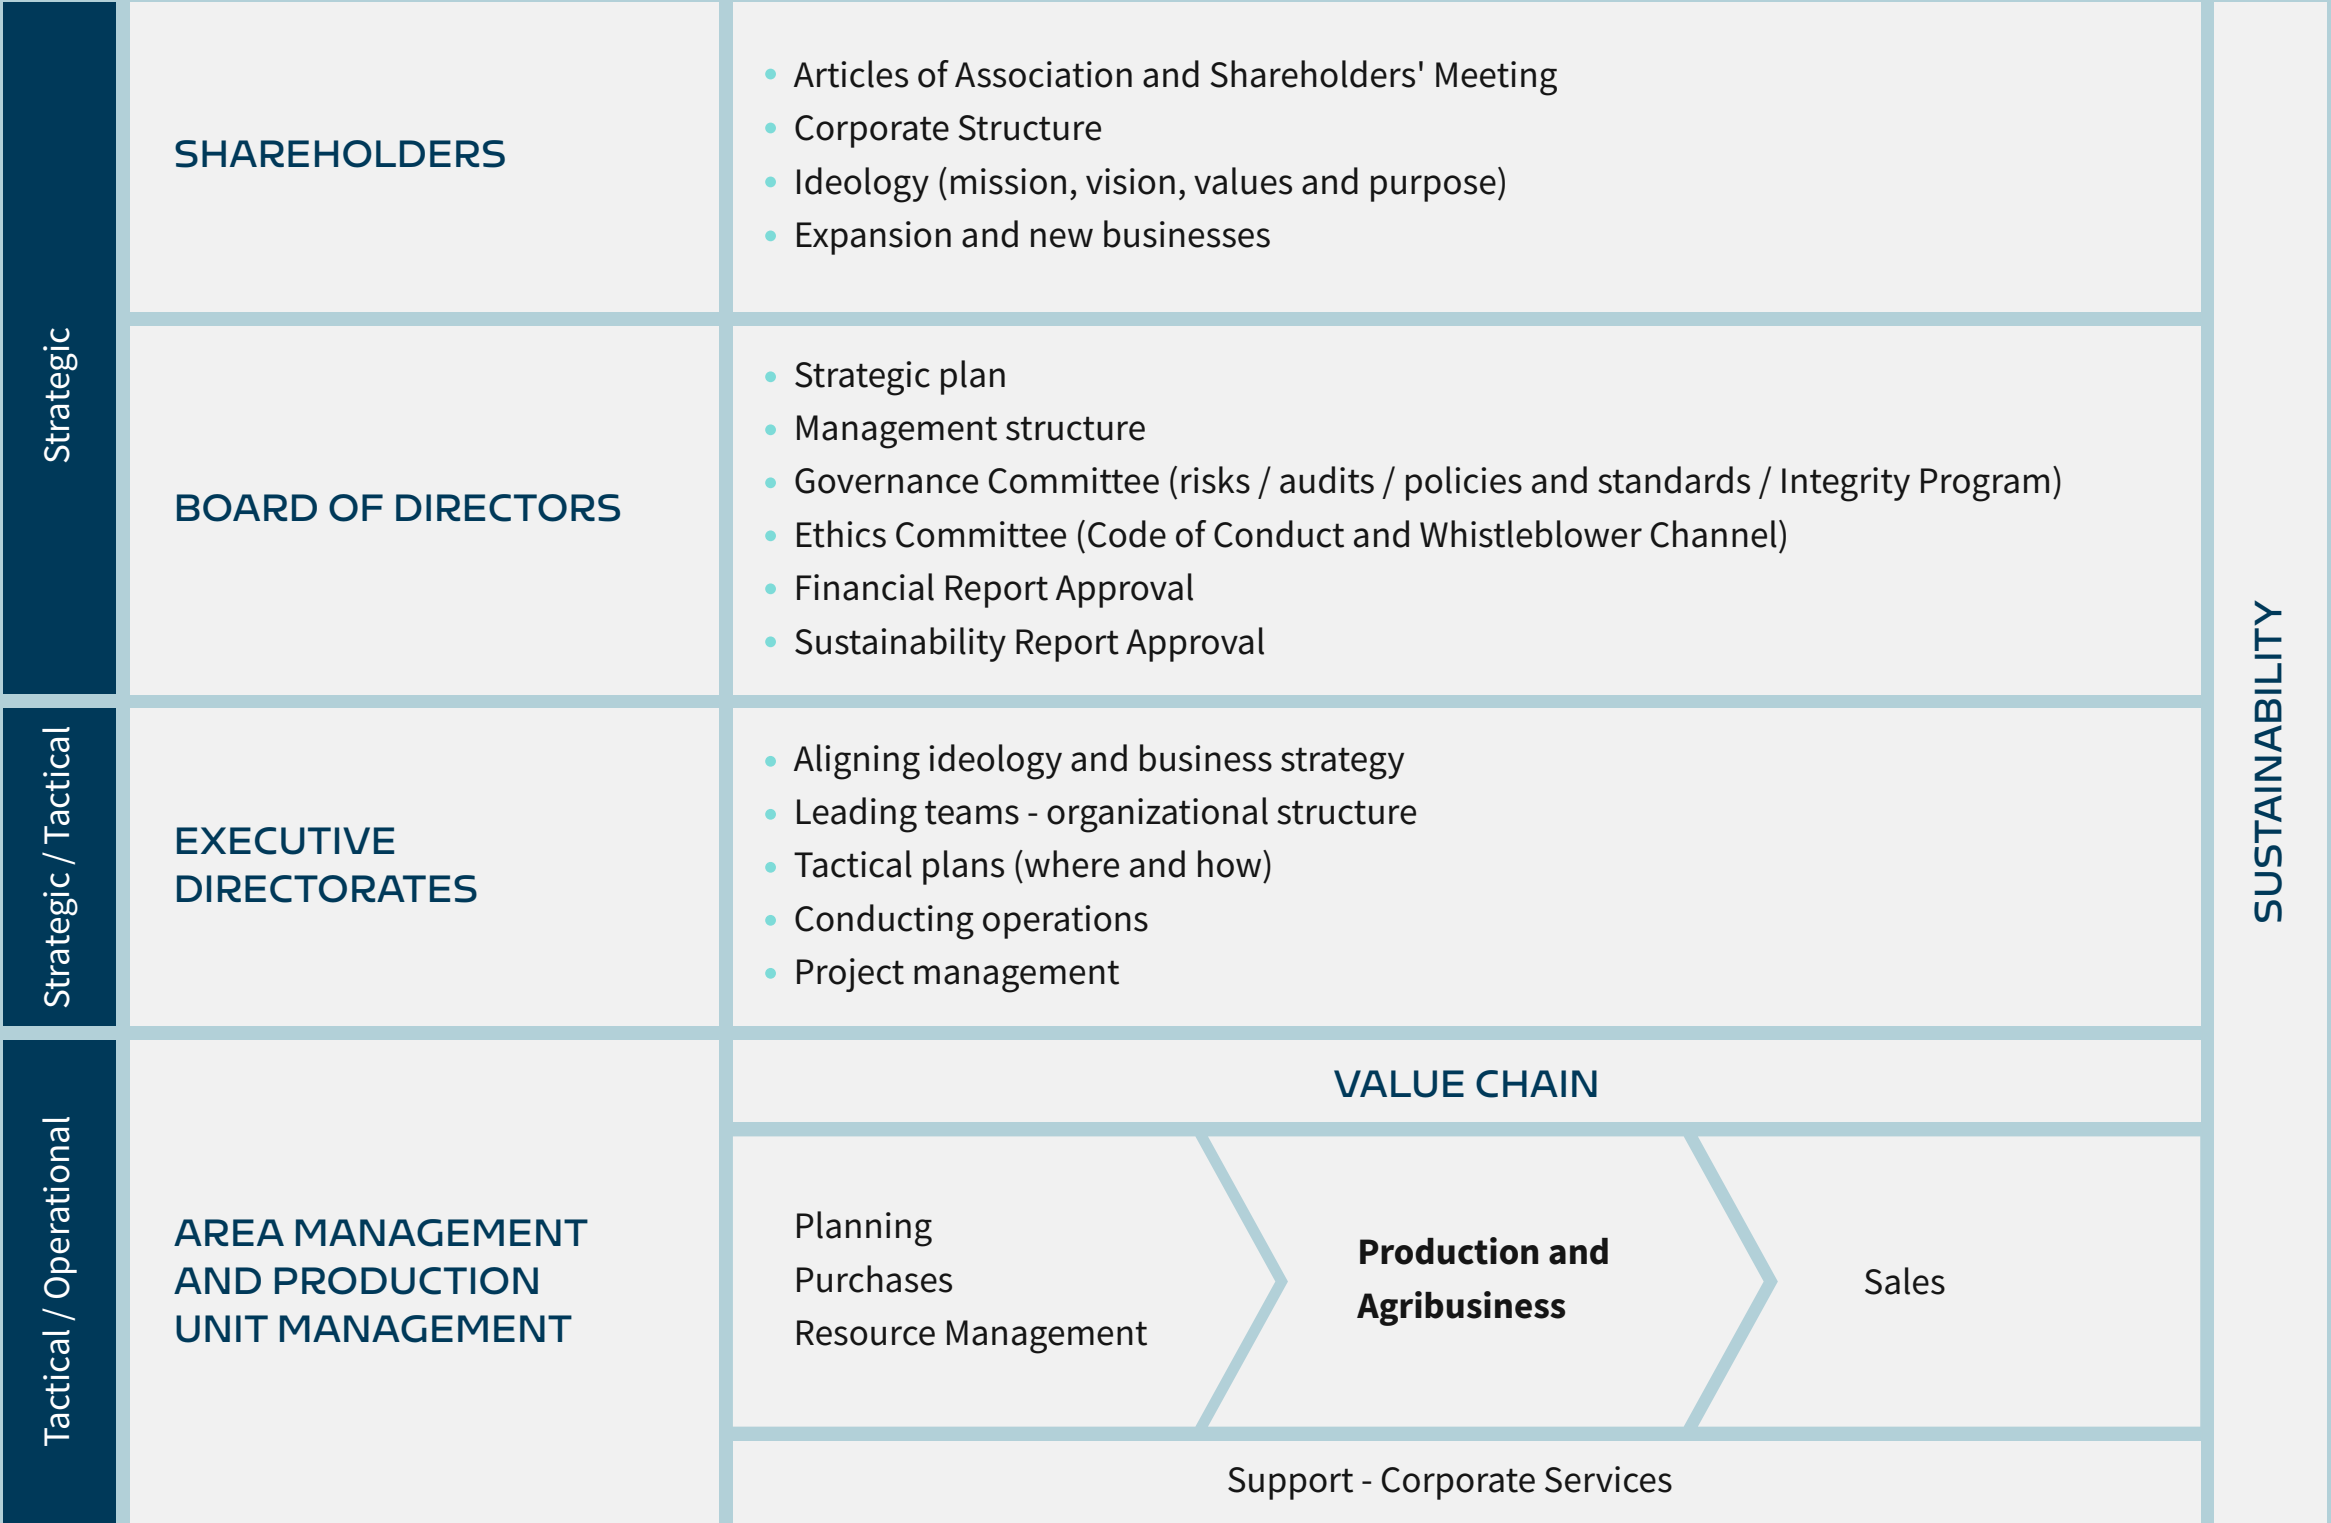 Strategic
SHAREHOLDERS
• Articles of Association and Shareholders' Meeting
• Corporate Structure
• Ideology (mission, vision, values and purpose)
• Expansion and new businesses
BOARD OF DIRECTORS
• Strategic plan
• Management structure
• Governance Committee (risks / audits / policies and standards / Integrity Program)
• Ethics Committee (Code of Conduct and Whistleblower Channel)
• Financial Report Approval
• Sustainability Report Approval
Strategic / Tactical
EXECUTIVE
DIRECTORATES
• Aligning ideology and business strategy
• Leading teams - organizational structure
• Tactical plans (where and how)
• Conducting operations
• Project management
Tactical / Operational
AREA MANAGEMENT
AND PRODUCTION
UNIT MANAGEMENT
VALUE CHAIN
Planning
Purchases
Resource Management
Production and
Agribusiness
Sales
Support - Corporate Services
SUSTAINABILITY